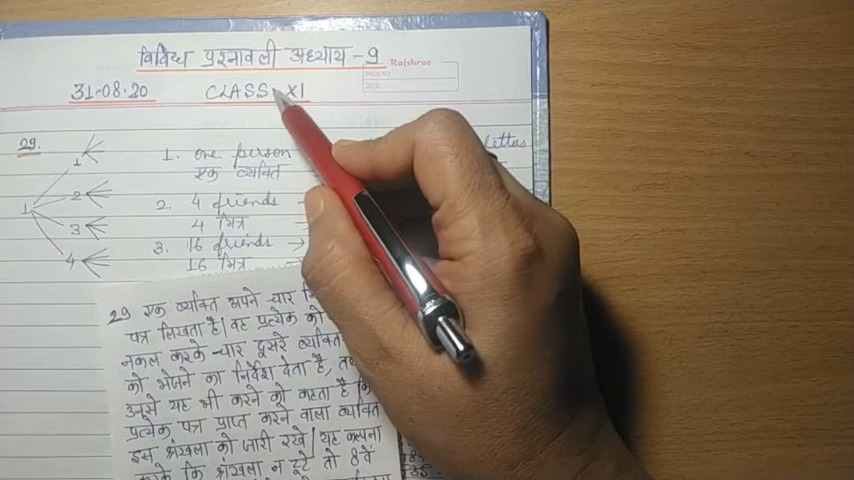 विविध प्रश्नावली अध्याय - 9
Rajshree
PAGE NO.
DATE
31.08.20 CLASS XI
29.
1
1. one person letters
एक व्यक्ति
2
2. 4 friends
1
4 मित्र
3
3. 16 friends →
4
16 मित्र
29 एक व्यक्ति अपने चार
पत्र लिखता है। वह प्रत्येक को
नकल करके चार दूसरे व्यक्ति
को भेजने का निर्देश देता है,
उनसे यह भी करने को कहता है कि
प्रत्येक पत्र प्राप्त करने वाला व्यक्ति
इस श्रंखला को जारी रखे। यह कल्पना
करके कि श्रंखला न टूटे तो 8वें